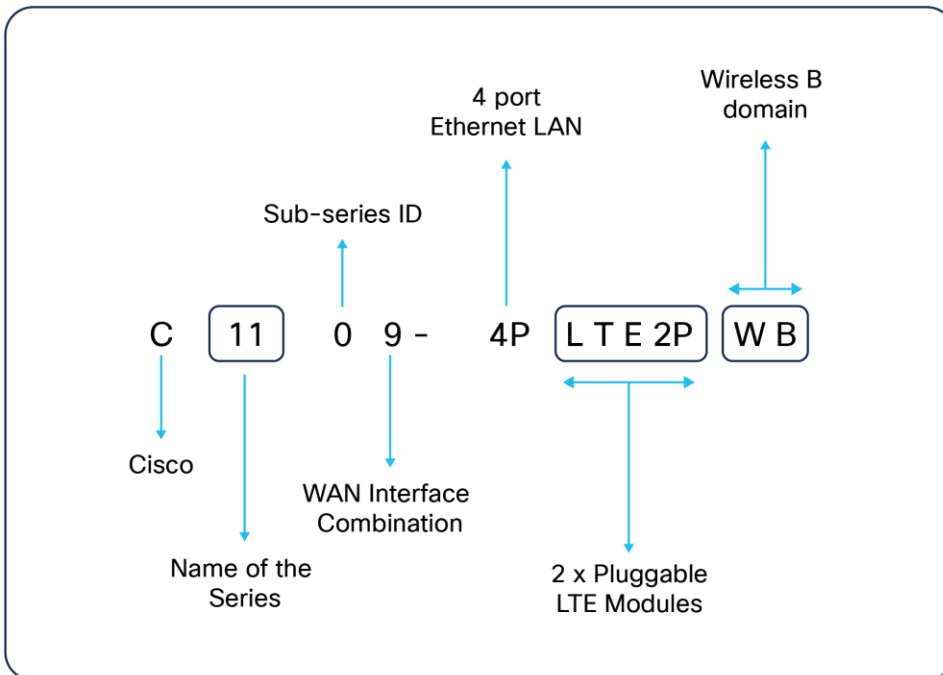 Wireless B
domain
4 port
Ethernet LAN
Sub-series ID
C 11 0 9 - 4P L T E 2P W B
Cisco
WAN Interface
Combination
Name of the
Series
2 x Pluggable
LTE Modules